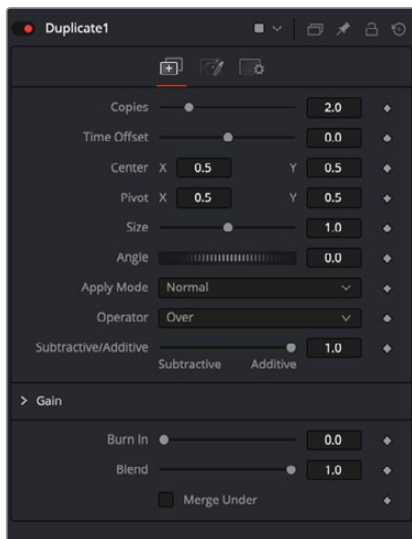 Duplicate1
Copies 2.0
Time Offset 0.0
Center X 0.5 Y 0.5
Pivot X 0.5 Y 0.5
Size 1.0
Angle 0.0
Apply Mode Normal
Operator Over
Subtractive/Additive 1.0
Subtractive Additive
> Gain
Burn In 0.0
Blend 1.0
Merge Under